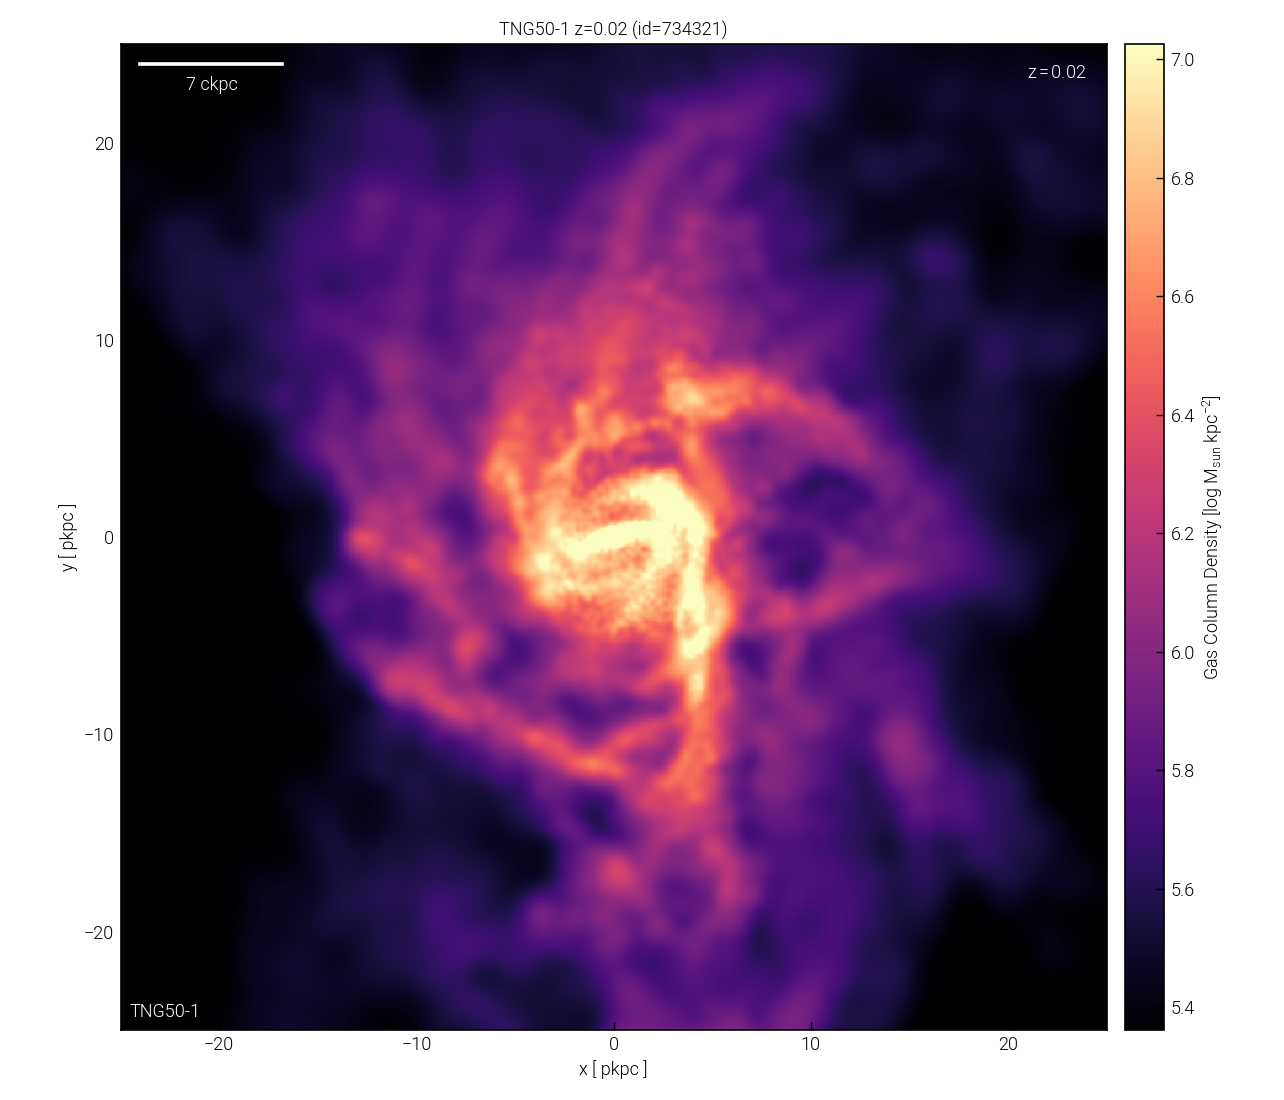 TNG50-1 z=0.02 (id=734321)
7 ckpc
z=0.02
TNG50-1
20
10
0
−10
−20
y [ pkpc ]
−20
−10
0
10
20
x [ pkpc ]
7.0
6.8
6.6
6.4
6.2
6.0
5.8
5.6
5.4
Gas Column Density [log M_sun kpc⁻²]